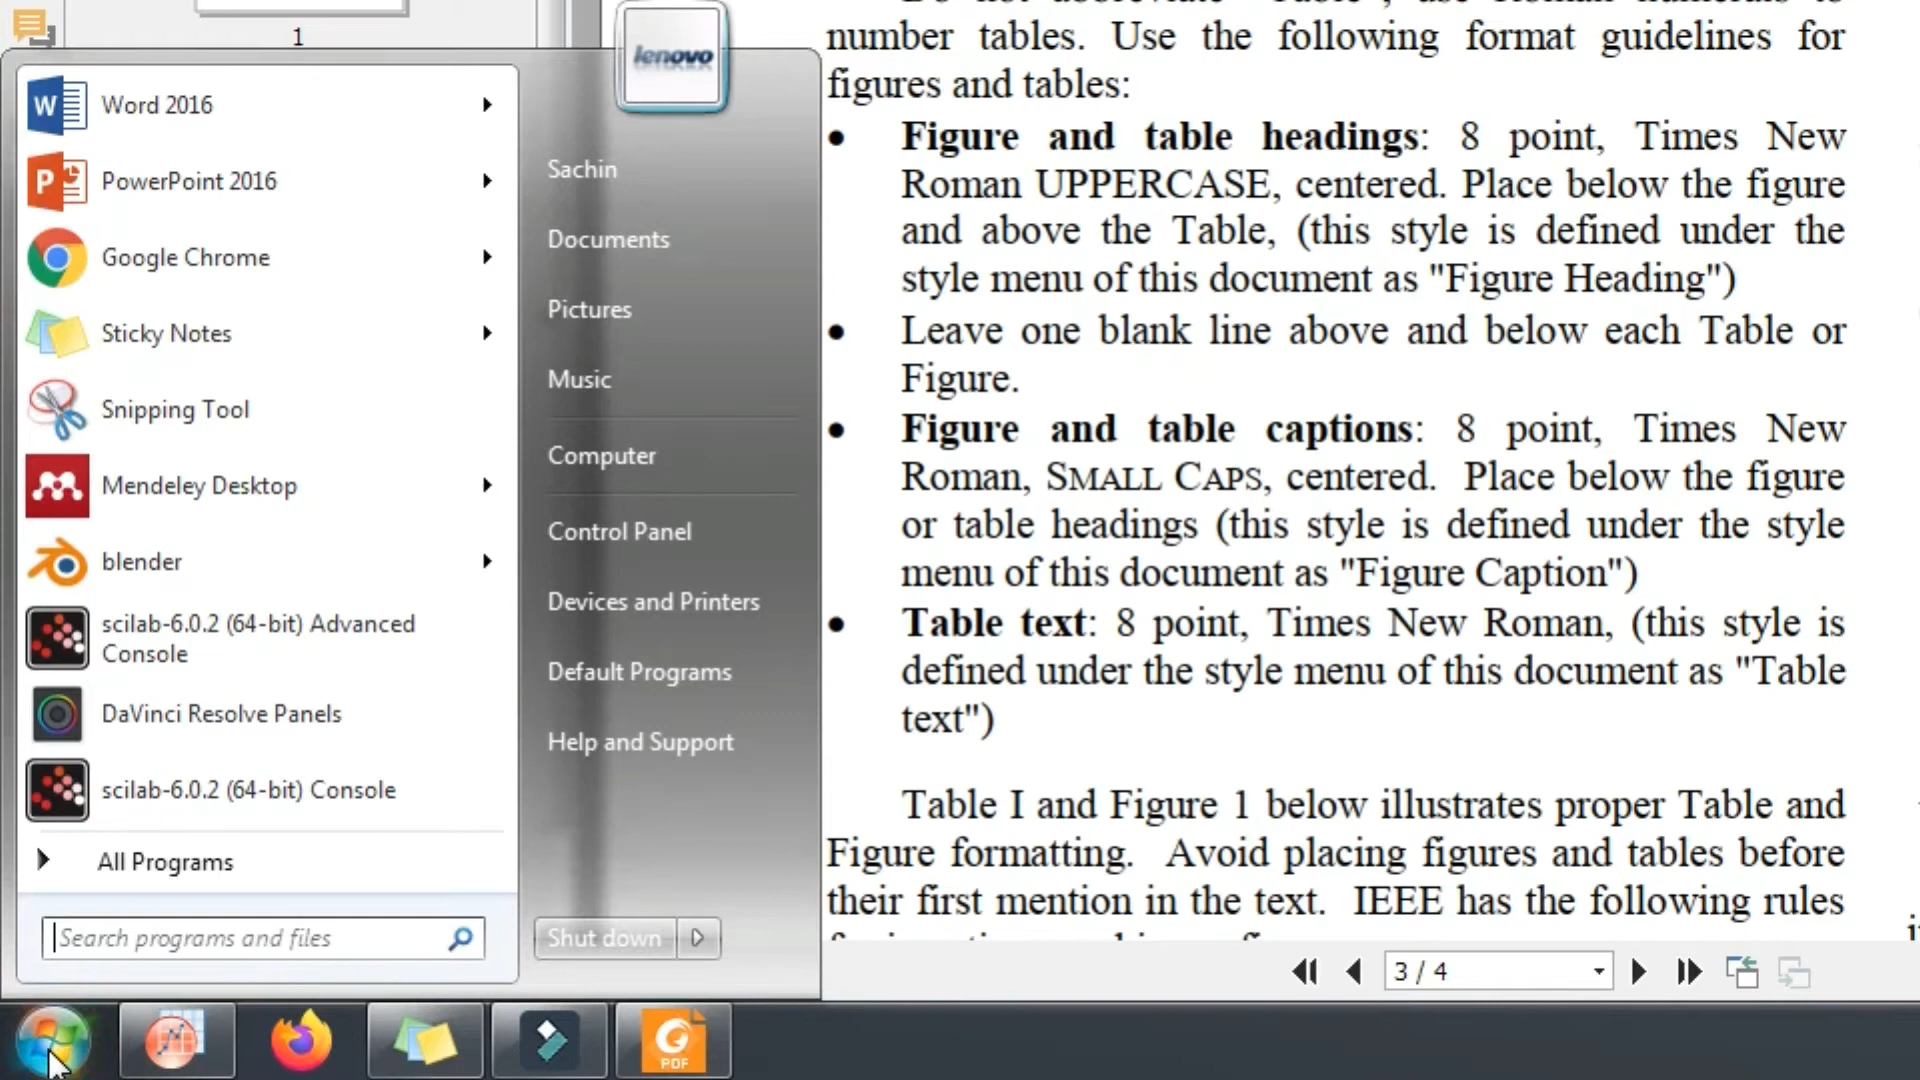 1
lenovo
Word 2016
PowerPoint 2016
Google Chrome
Sticky Notes
Snipping Tool
Mendeley Desktop
blender
scilab-6.0.2 (64-bit) Advanced
Console
DaVinci Resolve Panels
scilab-6.0.2 (64-bit) Console
All Programs
Search programs and files
Sachin
Documents
Pictures
Music
Computer
Control Panel
Devices and Printers
Default Programs
Help and Support
Shut down
number tables. Use the following format guidelines for
figures and tables:
• Figure and table headings: 8 point, Times New
Roman UPPERCASE, centered. Place below the figure
and above the Table, (this style is defined under the
style menu of this document as "Figure Heading")
• Leave one blank line above and below each Table or
Figure.
• Figure and table captions: 8 point, Times New
Roman, SMALL CAPS, centered.  Place below the figure
or table headings (this style is defined under the style
menu of this document as "Figure Caption")
• Table text: 8 point, Times New Roman, (this style is
defined under the style menu of this document as "Table
text")
Table I and Figure 1 below illustrates proper Table and
Figure formatting.  Avoid placing figures and tables before
their first mention in the text.  IEEE has the following rules
3 / 4
PDF